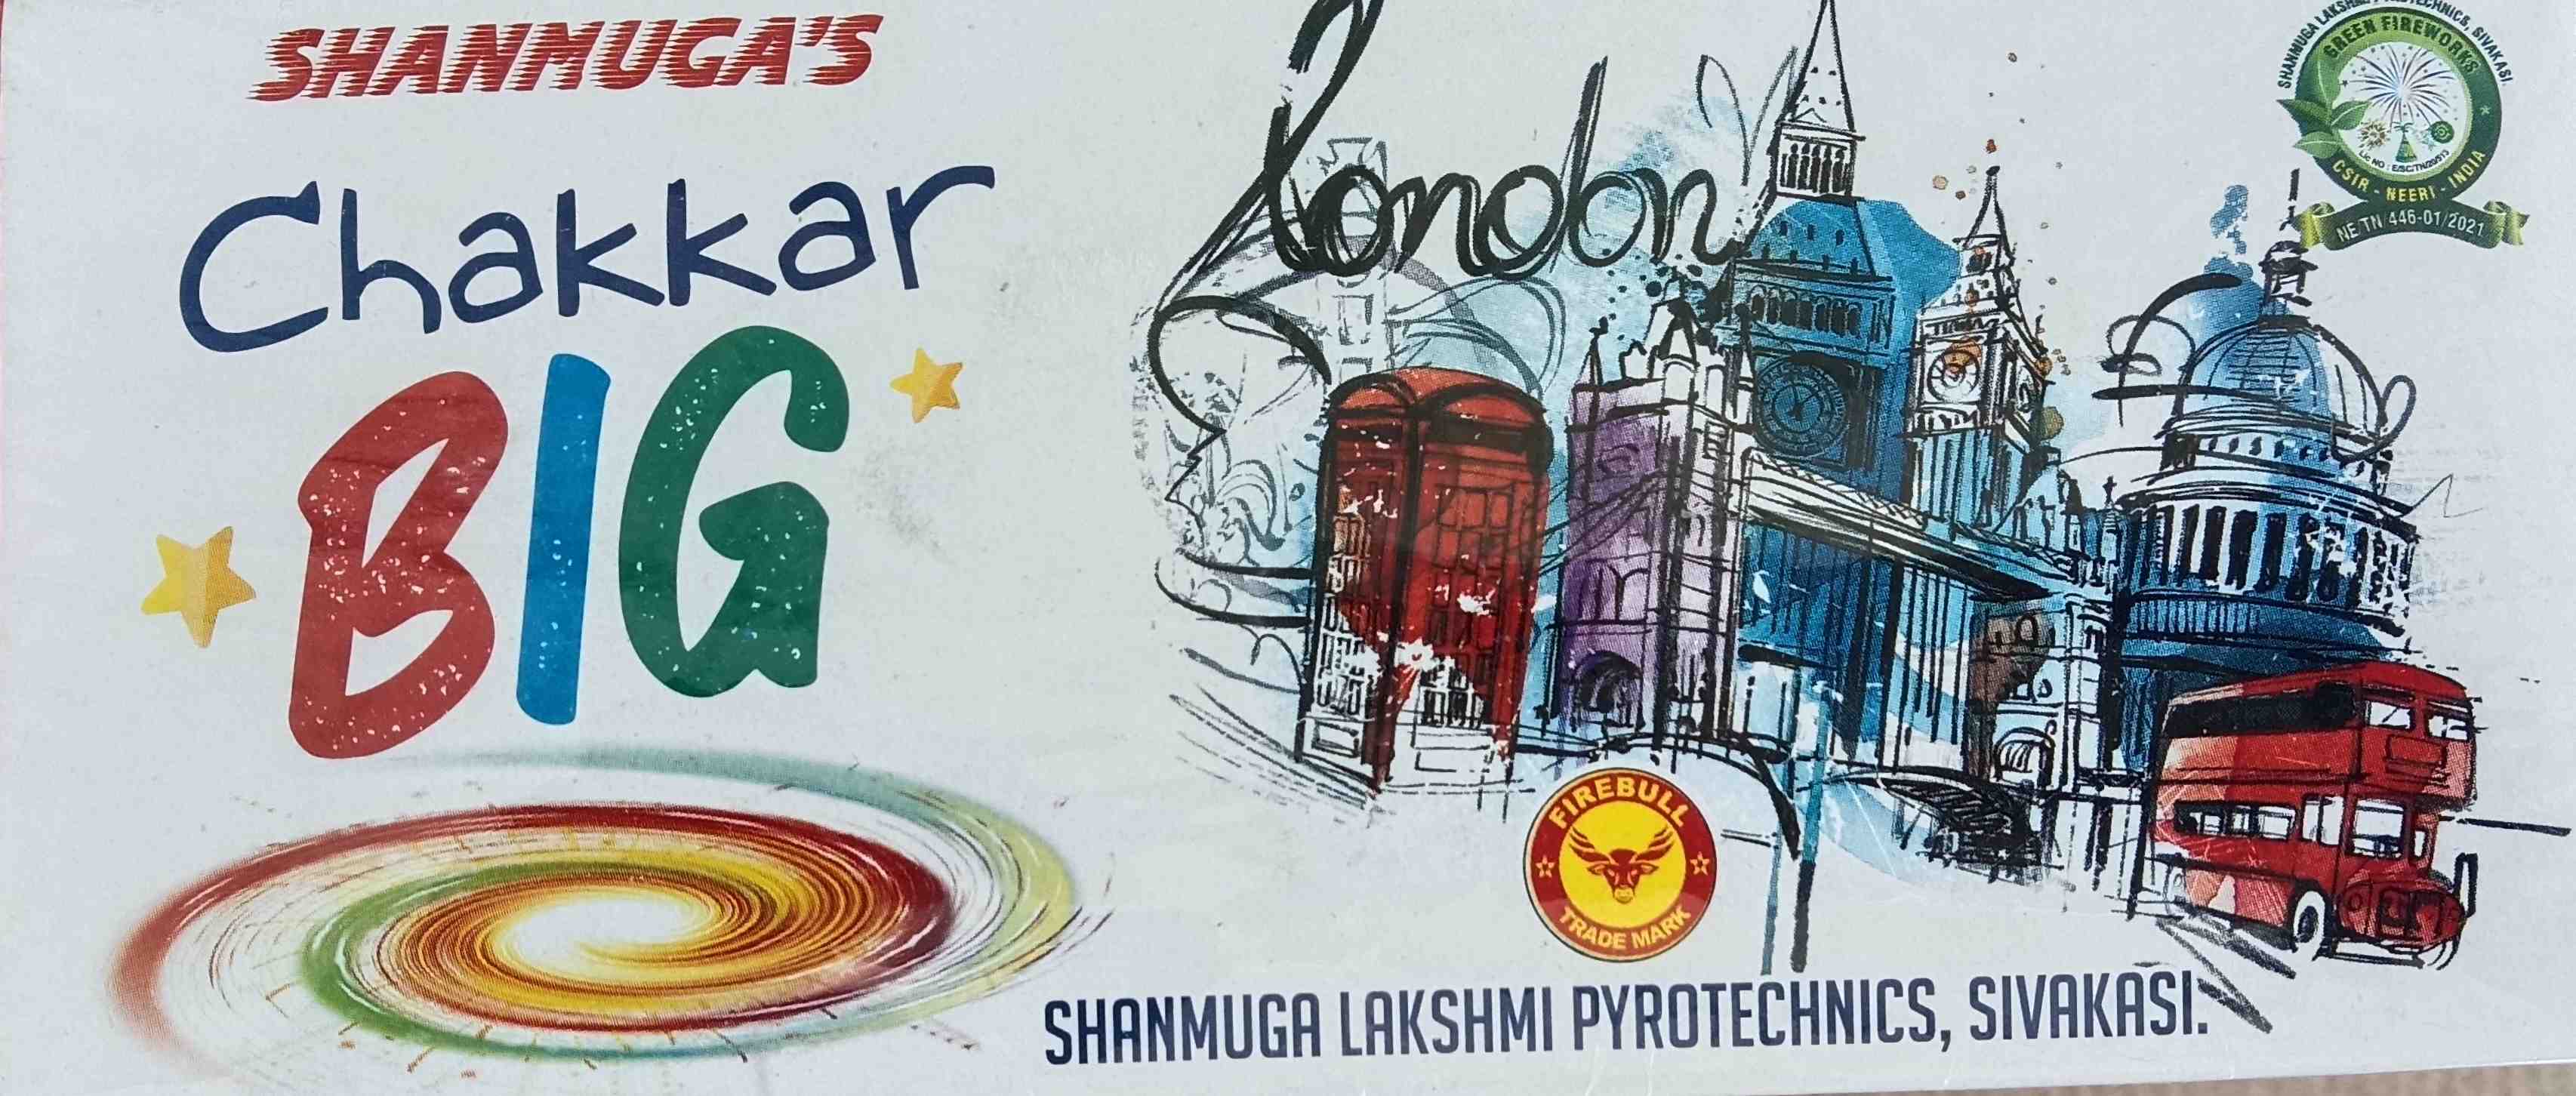 SHANMUGA'S
Chakkar
BIG
London
SHANMUGA LAKSHMI PYROTECHNICS, SIVAKASI.
GREEN FIREWORKS
CSIR - NEERI - INDIA
NE/TN/446-01/2021
FIREBULL
TRADE MARK
SHANMUGA LAKSHMI PYROTECHNICS, SIVAKASI.